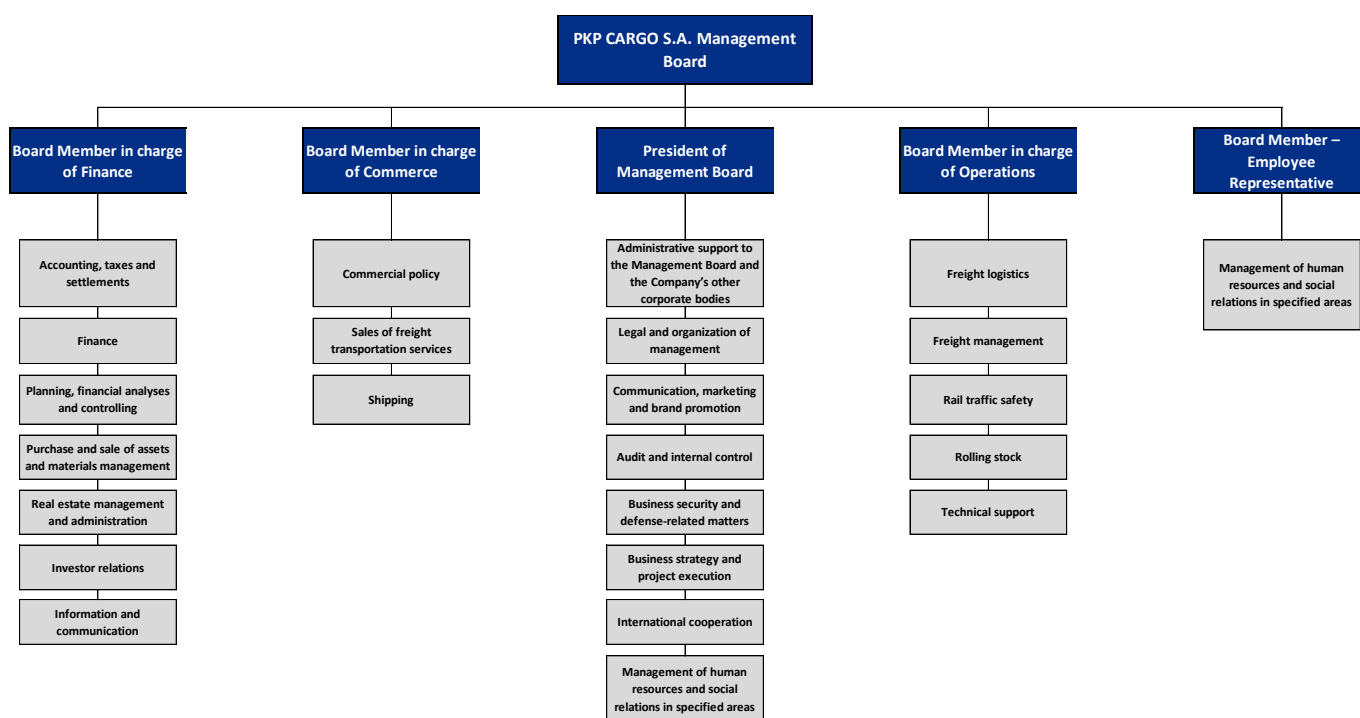 PKP CARGO S.A. Management
Board
Board Member in charge
of Finance
Board Member in charge
of Commerce
President of
Management Board
Board Member in charge
of Operations
Board Member –
Employee
Representative
Accounting, taxes and
settlements
Finance
Planning, financial analyses
and controlling
Purchase and sale of assets
and materials management
Real estate management
and administration
Investor relations
Information and
communication
Commercial policy
Sales of freight
transportation services
Shipping
Administrative support to
the Management Board and
the Company's other
corporate bodies
Legal and organization of
management
Communication, marketing
and brand promotion
Audit and internal control
Business security and
defense-related matters
Business strategy and
project execution
International cooperation
Management of human
resources and social
relations in specified areas
Freight logistics
Freight management
Rail traffic safety
Rolling stock
Technical support
Management of human
resources and social
relations in specified areas